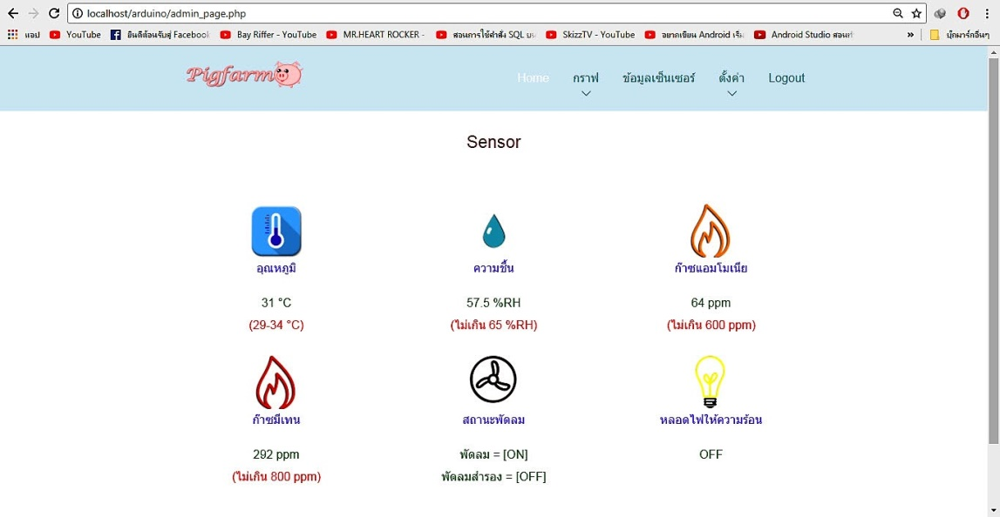 localhost/arduino/admin_page.php
แอป YouTube ยินดีต้อนรับสู่ Facebook Bay Riffer - YouTube MR.HEART ROCKER - สอนการใช้คำสั่ง SQL SkizzTV - YouTube อยากเขียน Android เริ่ม Android Studio สอน » บุ๊กมาร์กอื่นๆ
Pigfarm
Home กราฟ ข้อมูลเซ็นเซอร์ ตั้งค่า Logout
Sensor
อุณหภูมิ ความชื้น ก๊าซแอมโมเนีย
31 °C 57.5 %RH 64 ppm
(29-34 °C) (ไม่เกิน 65 %RH) (ไม่เกิน 600 ppm)
ก๊าซมีเทน สถานะพัดลม หลอดไฟให้ความร้อน
292 ppm พัดลม = [ON] OFF
(ไม่เกิน 800 ppm) พัดลมสำรอง = [OFF]